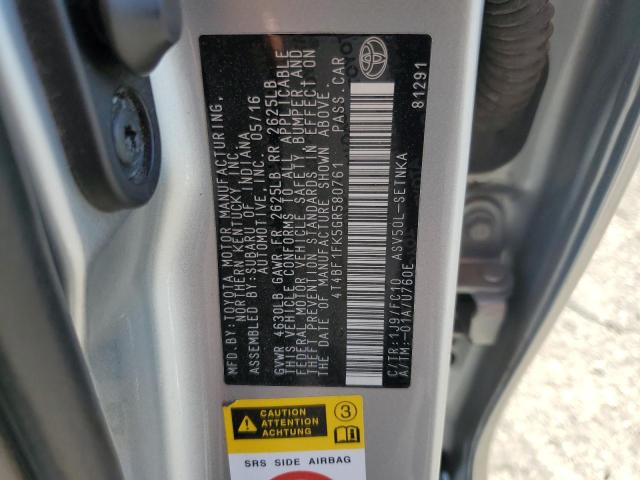 MFD.BY:TOYOTA MOTOR MANUFACTURING,
NORTHERN KENTUCKY, INC.
ASSEMBLED BY:SUBARU OF INDIANA
AUTOMOTIVE,INC. 05/16
GVWR 4630LB GAWR FR 2625LB RR 2625LB
THIS VEHICLE CONFORMS TO ALL APPLICABLE
FEDERAL MOTOR VEHICLE SAFETY BUMPER,AND
THEFT PREVENTION STANDARDS IN EFFECT ON
THE DATE OF MANUFACTURE SHOWN ABOVE.
4T4BF1FK5GR580761 PASS.CAR
C/TR:1J9/FC10 ASV50L-SETNKA
A/TM:-01A/U760E
81291
CAUTION
ATTENTION
ACHTUNG
3
SRS SIDE AIRBAG